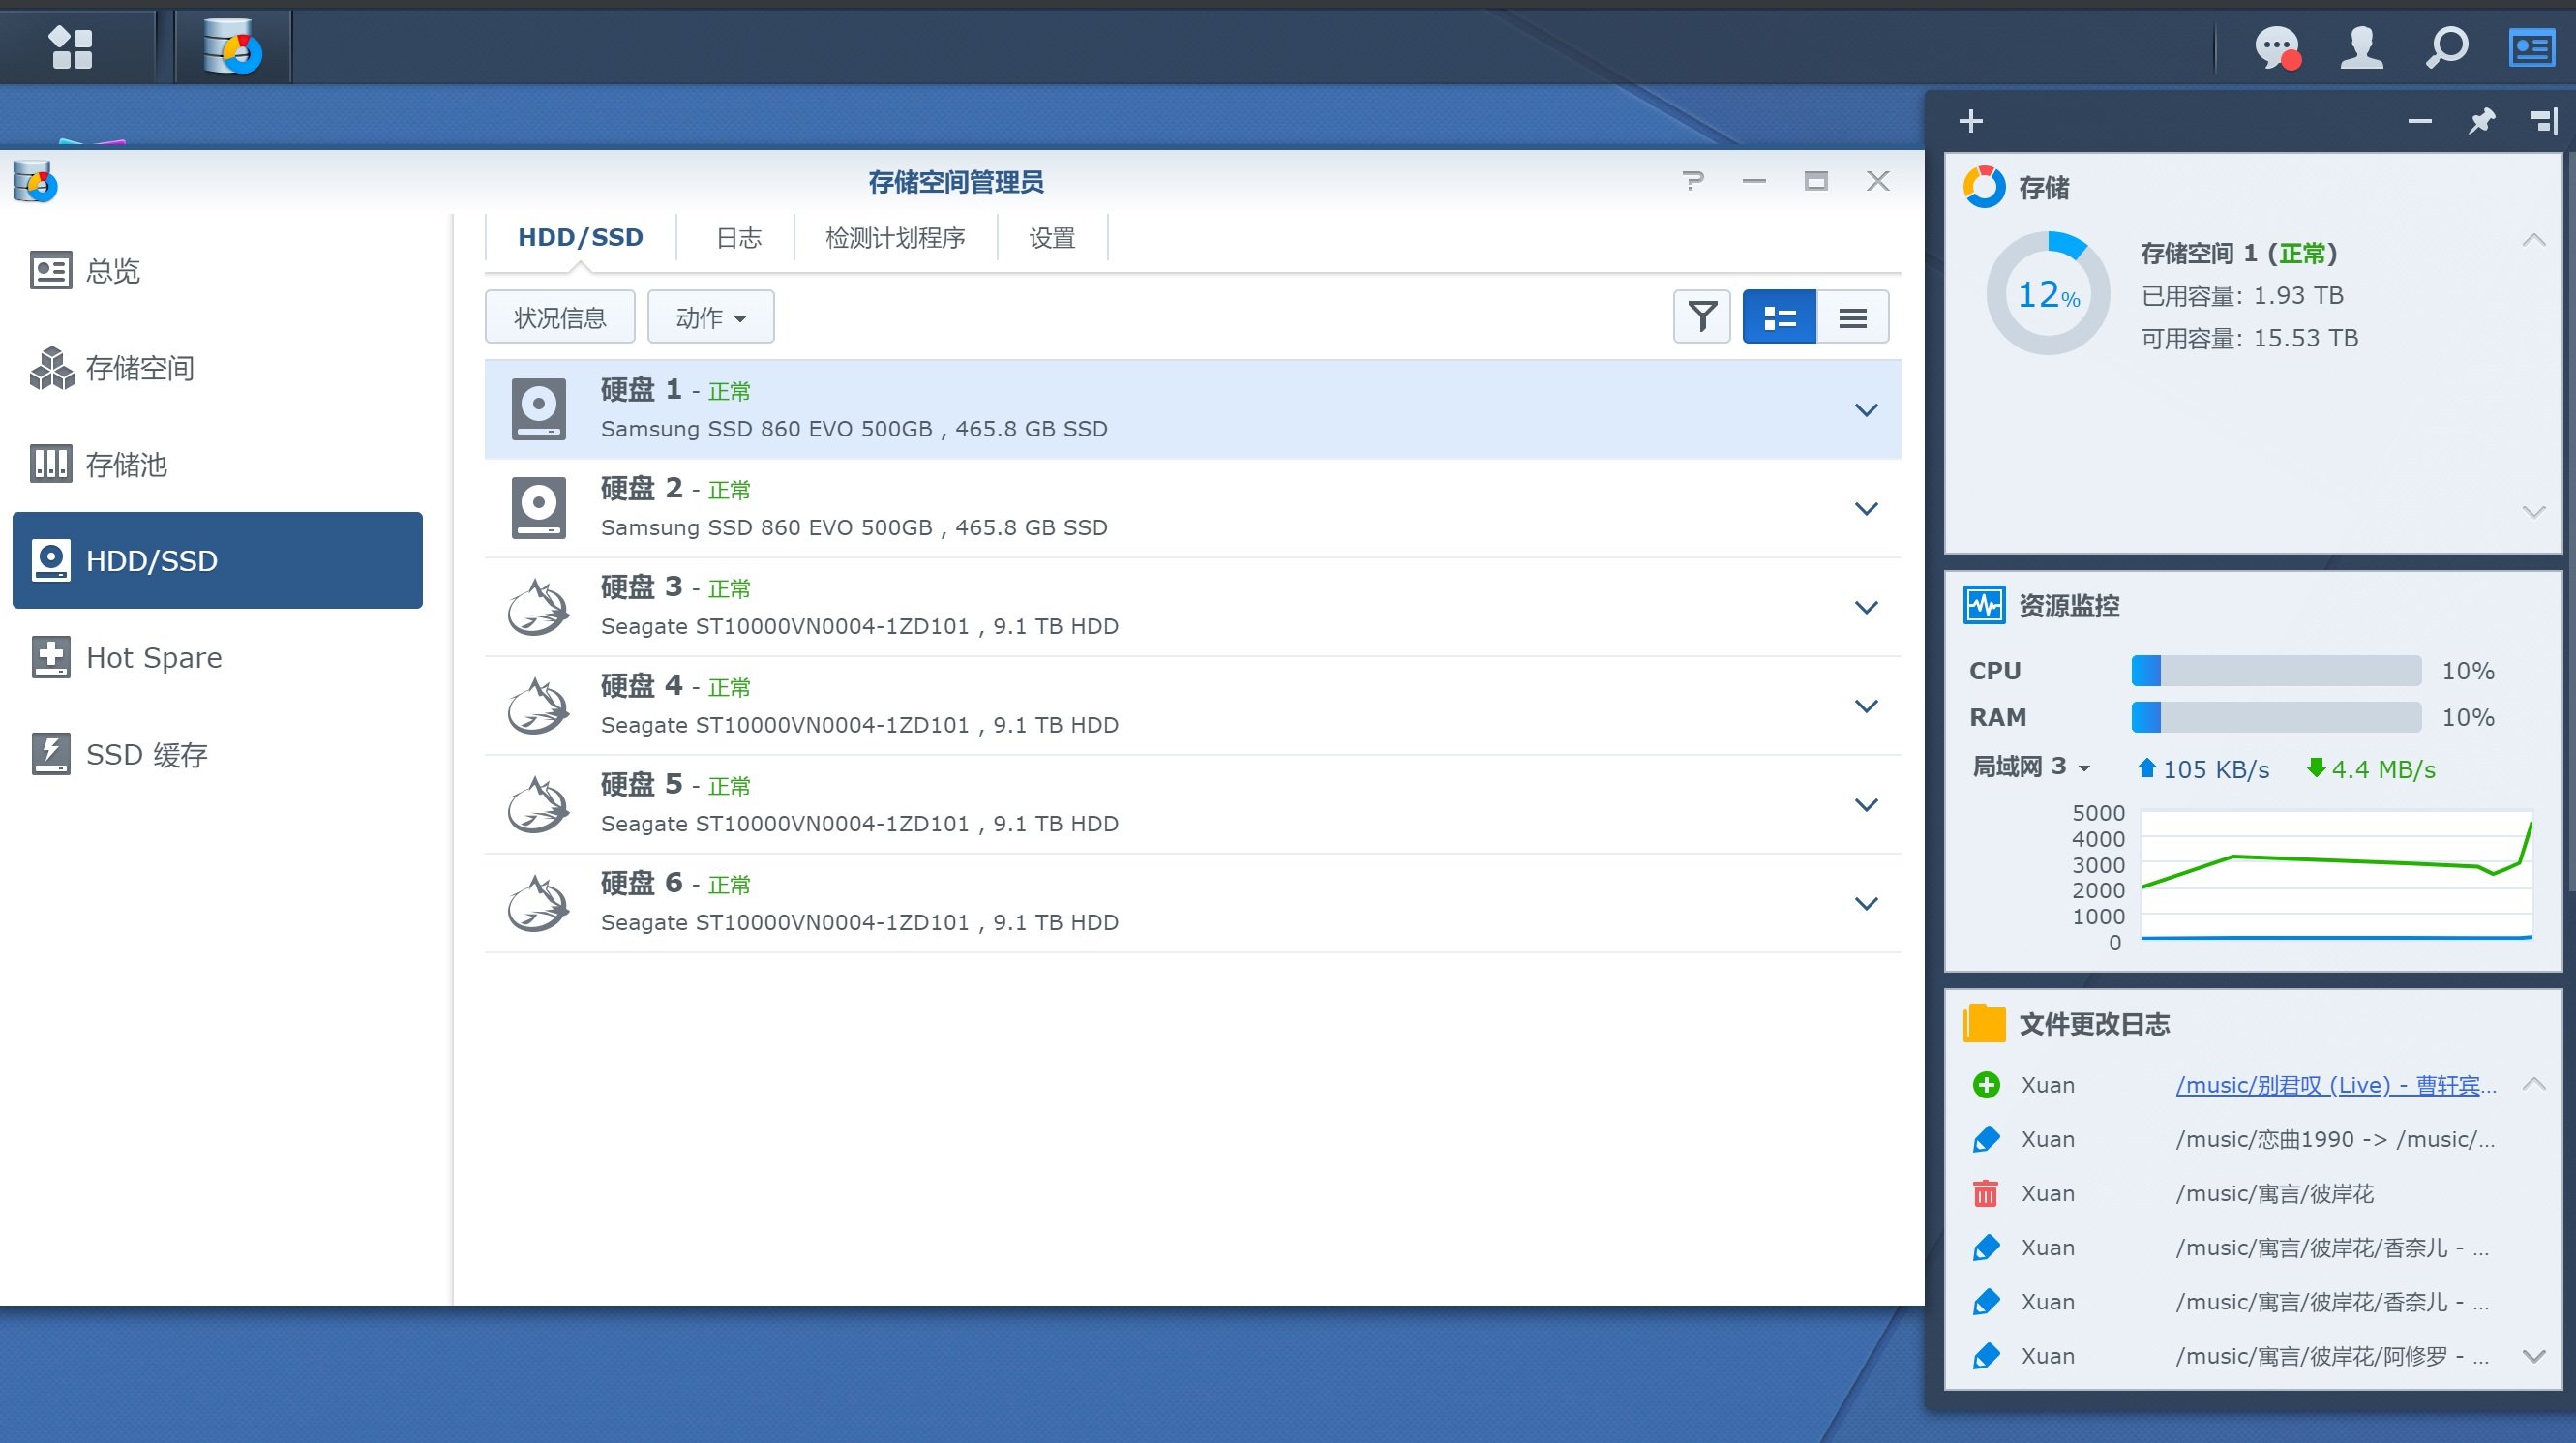 存储空间管理员
总览
存储空间
存储池
HDD/SSD
Hot Spare
SSD 缓存
HDD/SSD
日志
检测计划程序
设置
状况信息
动作
硬盘 1 - 正常
Samsung SSD 860 EVO 500GB , 465.8 GB SSD
硬盘 2 - 正常
Samsung SSD 860 EVO 500GB , 465.8 GB SSD
硬盘 3 - 正常
Seagate ST10000VN0004-1ZD101 , 9.1 TB HDD
硬盘 4 - 正常
Seagate ST10000VN0004-1ZD101 , 9.1 TB HDD
硬盘 5 - 正常
Seagate ST10000VN0004-1ZD101 , 9.1 TB HDD
硬盘 6 - 正常
Seagate ST10000VN0004-1ZD101 , 9.1 TB HDD
存储
12%
存储空间 1 (正常)
已用容量: 1.93 TB
可用容量: 15.53 TB
资源监控
CPU 10%
RAM 10%
局域网 3 105 KB/s 4.4 MB/s
5000
4000
3000
2000
1000
0
文件更改日志
Xuan /music/别君叹 (Live) - 曹轩宾...
Xuan /music/恋曲1990 -> /music/...
Xuan /music/寓言/彼岸花
Xuan /music/寓言/彼岸花/香奈儿 - ...
Xuan /music/寓言/彼岸花/香奈儿 - ...
Xuan /music/寓言/彼岸花/阿修罗 - ...